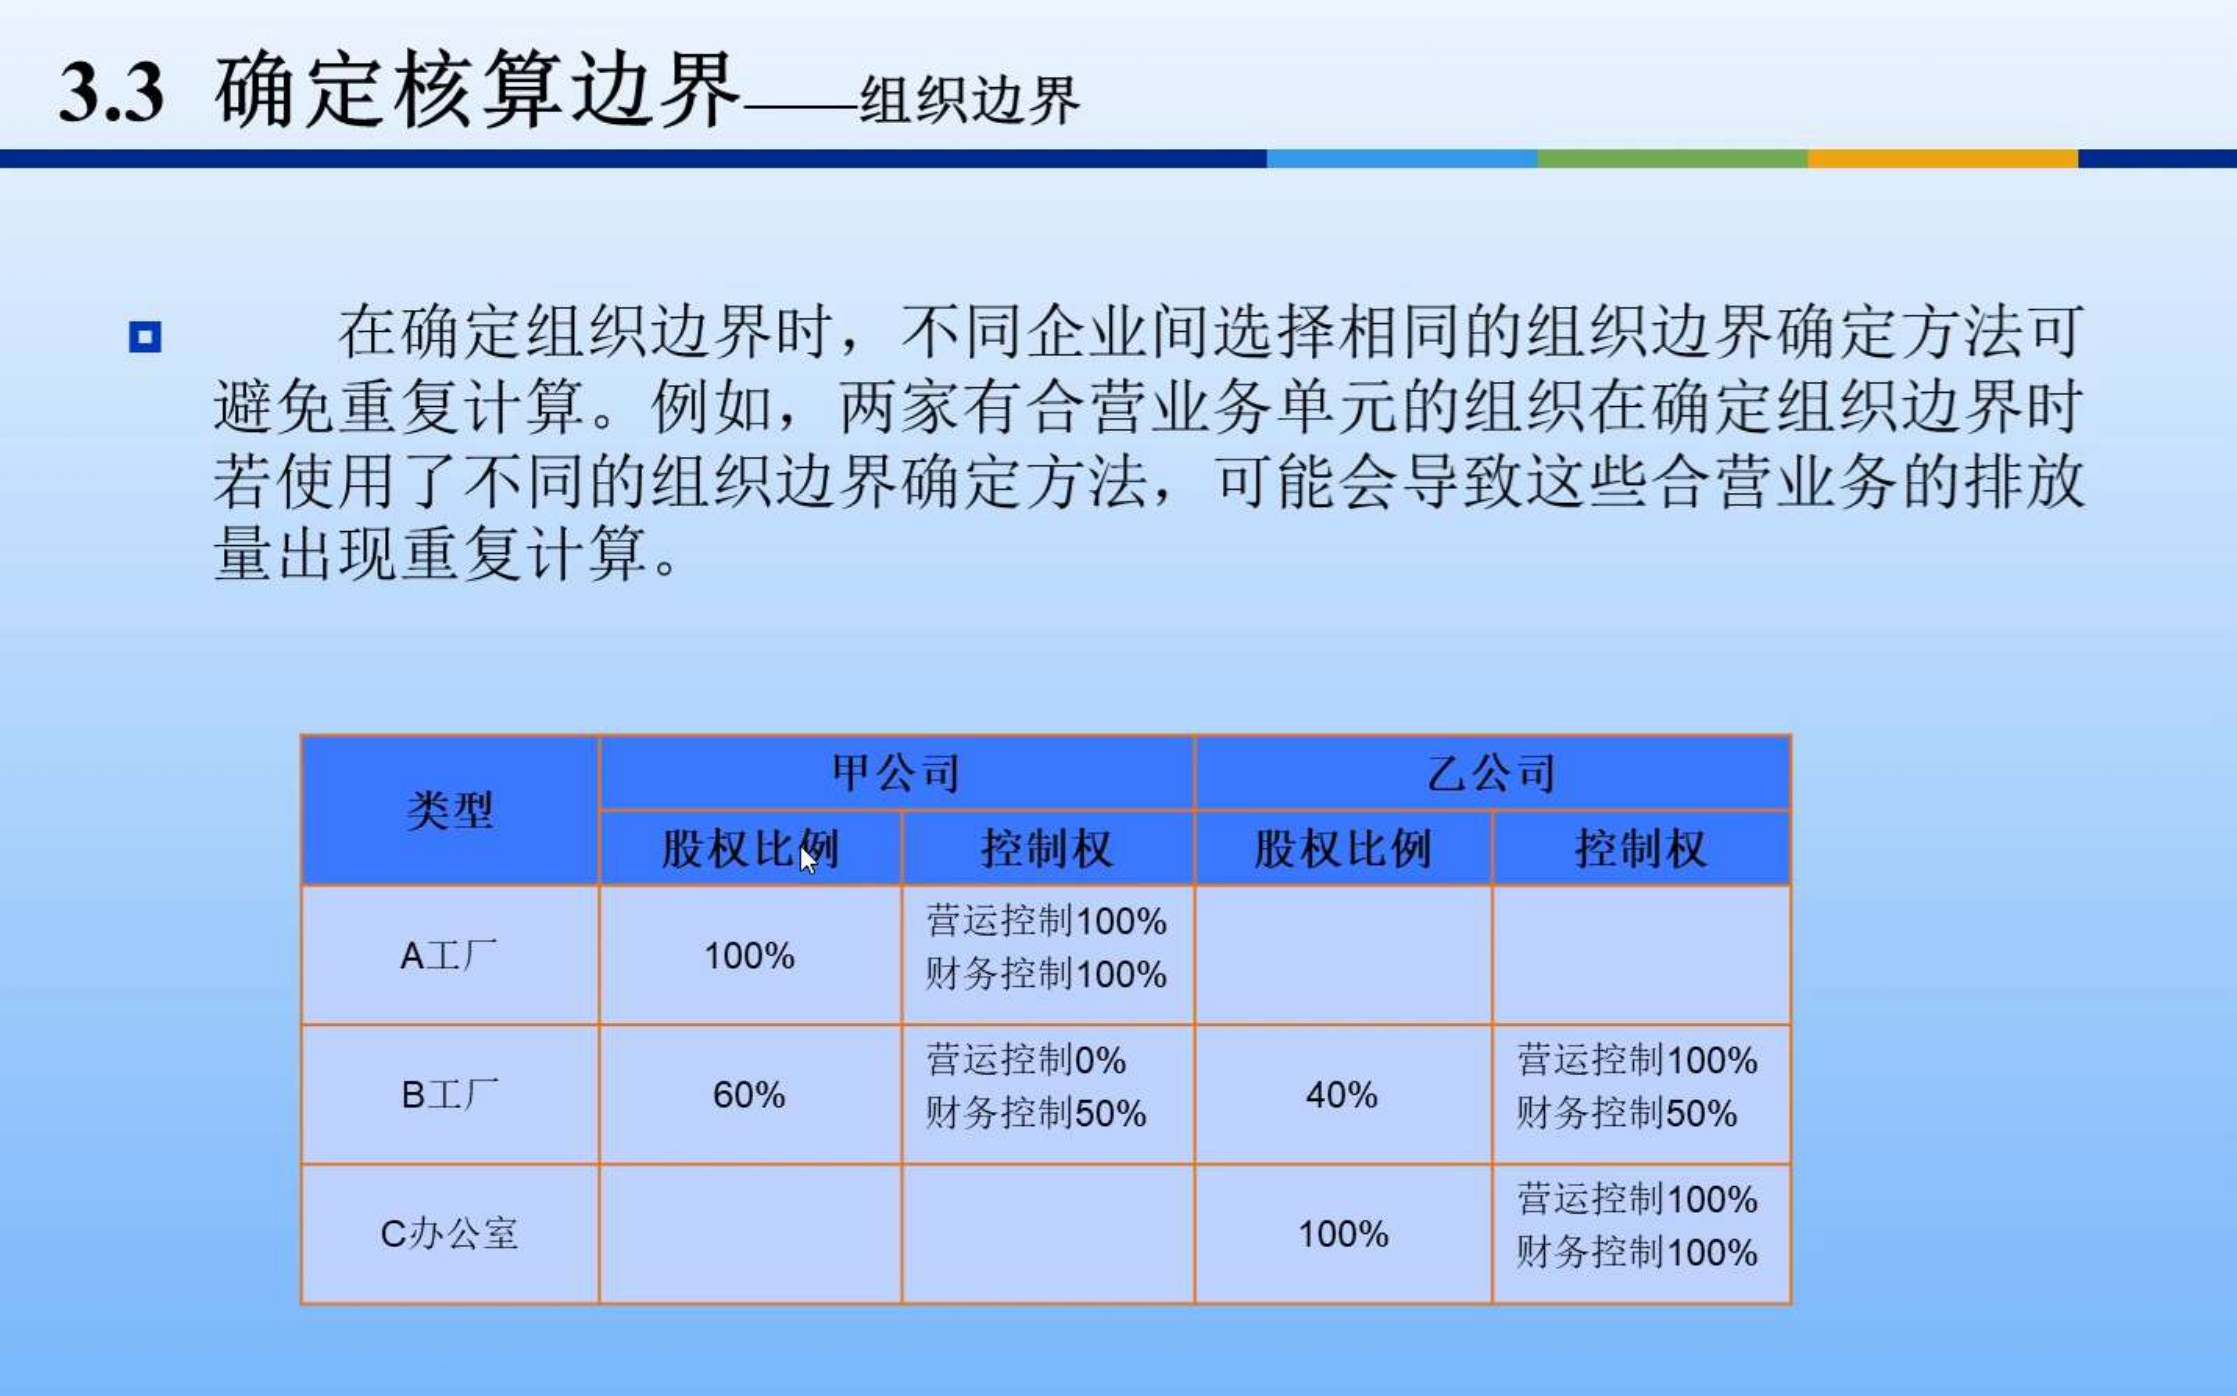 3.3 确定核算边界——组织边界
在确定组织边界时，不同企业间选择相同的组织边界确定方法可
避免重复计算。例如，两家有合营业务单元的组织在确定组织边界时
若使用了不同的组织边界确定方法，可能会导致这些合营业务的排放
量出现重复计算。
类型 甲公司 乙公司
股权比例 控制权 股权比例 控制权
A工厂 100% 营运控制100%
财务控制100%
B工厂 60% 营运控制0%
财务控制50%
40% 营运控制100%
财务控制50%
C办公室 100% 营运控制100%
财务控制100%